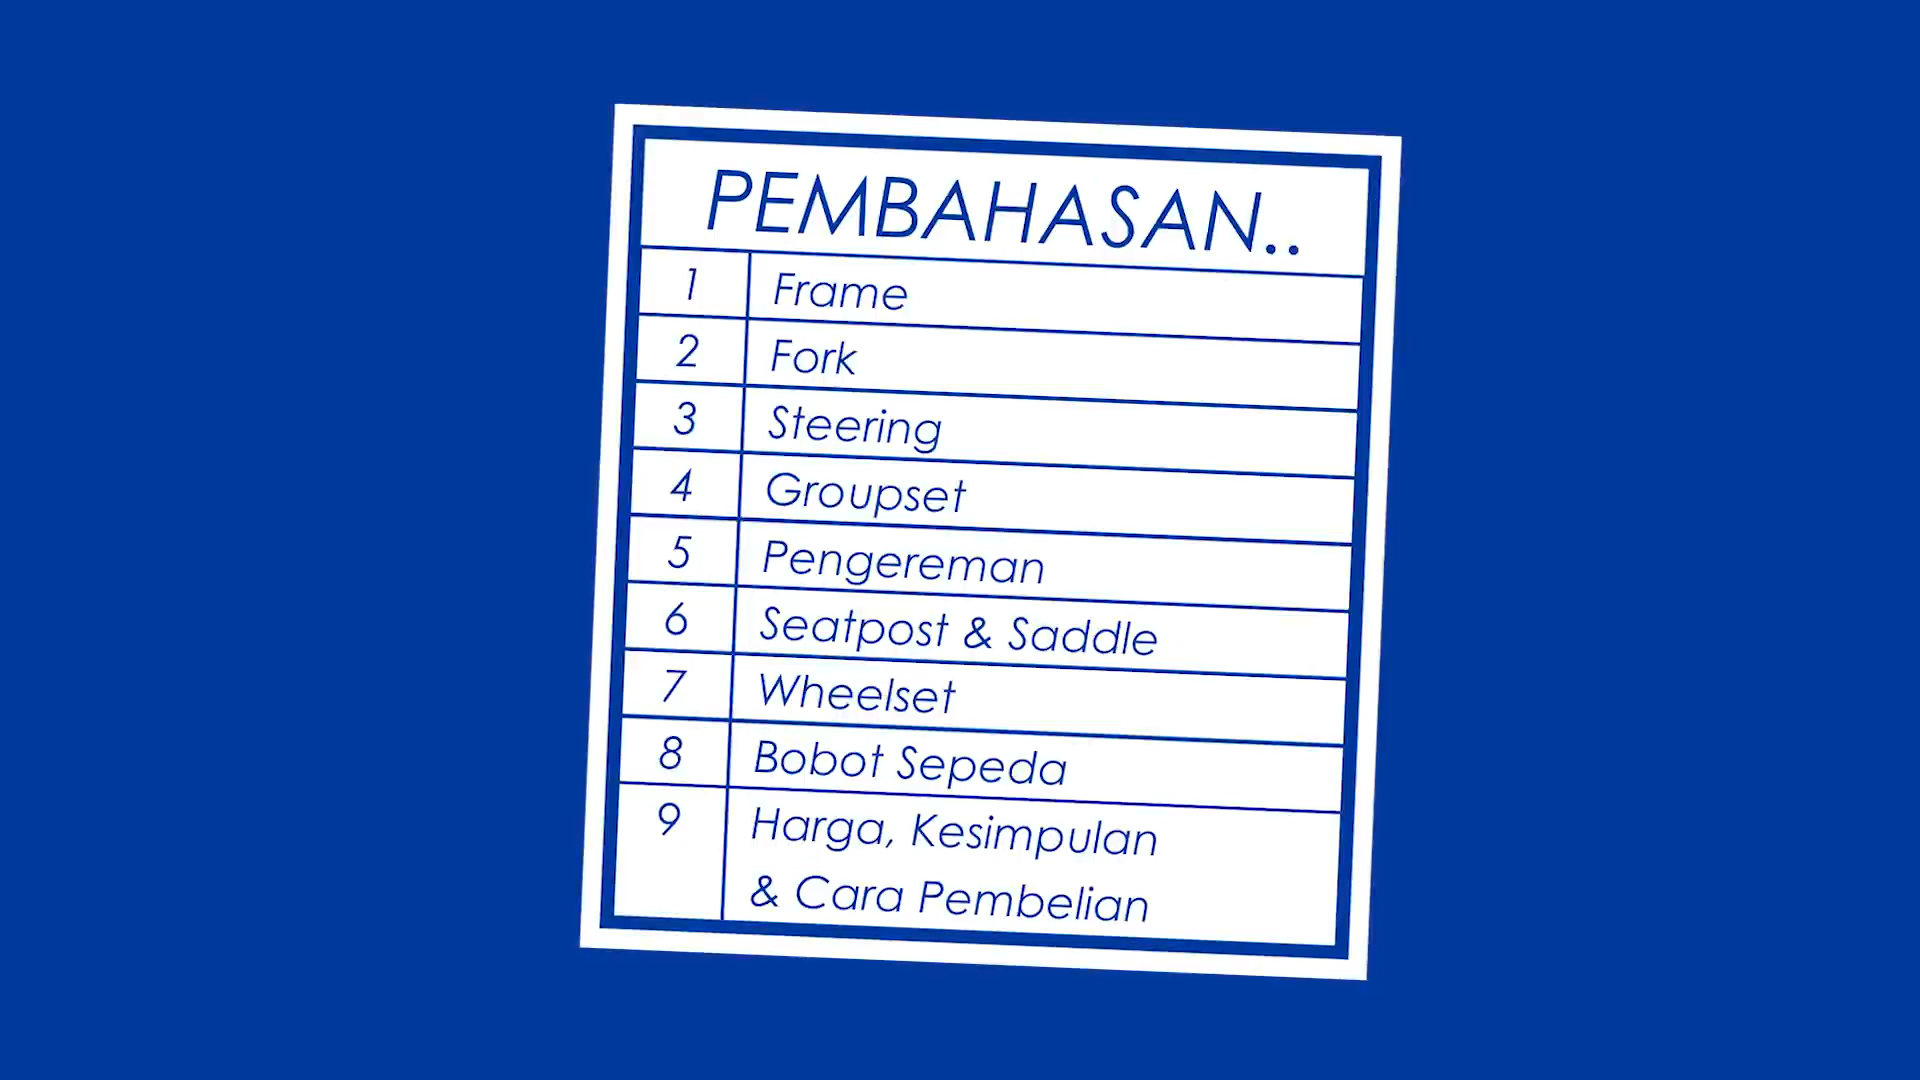 PEMBAHASAN..
1 Frame
2 Fork
3 Steering
4 Groupset
5 Pengereman
6 Seatpost & Saddle
7 Wheelset
8 Bobot Sepeda
9 Harga, Kesimpulan
& Cara Pembelian